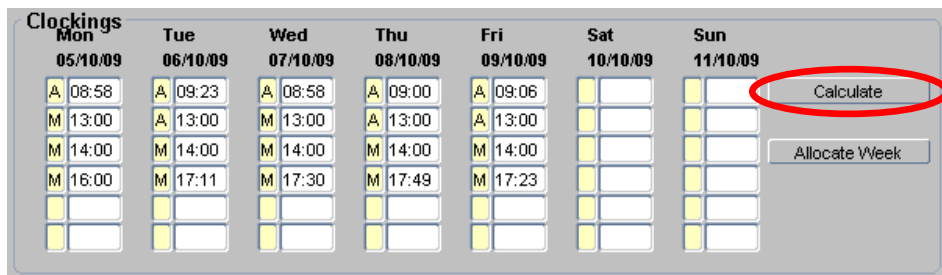 Clockings
Mon Tue Wed Thu Fri Sat Sun
05/10/09 06/10/09 07/10/09 08/10/09 09/10/09 10/10/09 11/10/09
A 08:58 A 09:23 A 08:58 A 09:00 A 09:06 Calculate
M 13:00 A 13:00 M 13:00 A 13:00 A 13:00
M 14:00 M 14:00 M 14:00 M 14:00 M 14:00 Allocate Week
M 16:00 M 17:11 M 17:30 M 17:49 M 17:23